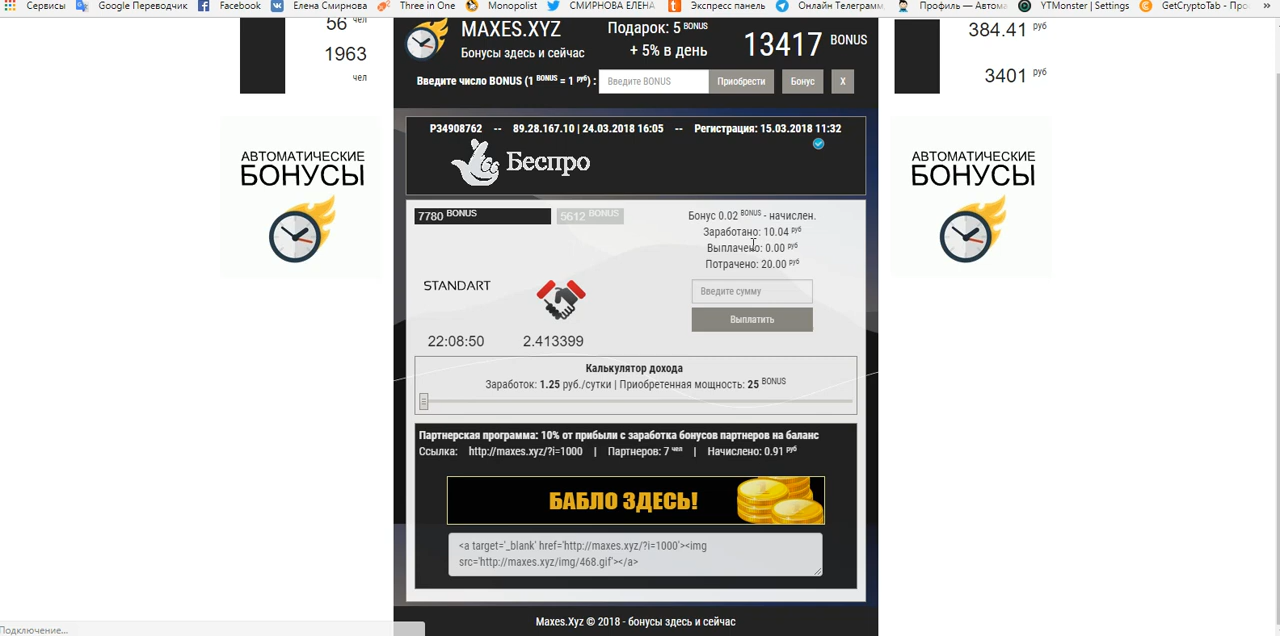 Сервисы Google Переводчик Facebook Елена Смирнова Three in One Monopolist СМИРНОВА ЕЛЕНА Экспресс панель Онлайн Телеграмм Профиль — Автома YTMonster | Settings GetCryptoTab - Про »
56 чел
1963
чел
384.41 руб
3401 руб
MAXES.XYZ
Бонусы здесь и сейчас
Подарок: 5 BONUS
+ 5% в день
13417 BONUS
Введите число BONUS (1 BONUS = 1 руб) : Введите BONUS Приобрести Бонус X
P34908762 -- 89.28.167.10 | 24.03.2018 16:05 -- Регистрация: 15.03.2018 11:32
Беспро
АВТОМАТИЧЕСКИЕ
БОНУСЫ
АВТОМАТИЧЕСКИЕ
БОНУСЫ
7780 BONUS 5612 BONUS
Бонус 0.02 BONUS - начислен.
Заработано: 10.04 руб
Выплачено: 0.00 руб
Потрачено: 20.00 руб
Введите сумму
Выплатить
STANDART
22:08:50 2.413399
Калькулятор дохода
Заработок: 1.25 руб./сутки | Приобретенная мощность: 25 BONUS
Партнерская программа: 10% от прибыли с заработка бонусов партнеров на баланс
Ссылка: http://maxes.xyz/?i=1000 | Партнеров: 7 чел | Начислено: 0.91 руб
БАБЛО ЗДЕСЬ!
<a target='_blank' href='http://maxes.xyz/?i=1000'><img
src='http://maxes.xyz/img/468.gif'></a>
Maxes.Xyz © 2018 - бонусы здесь и сейчас
Подключение...